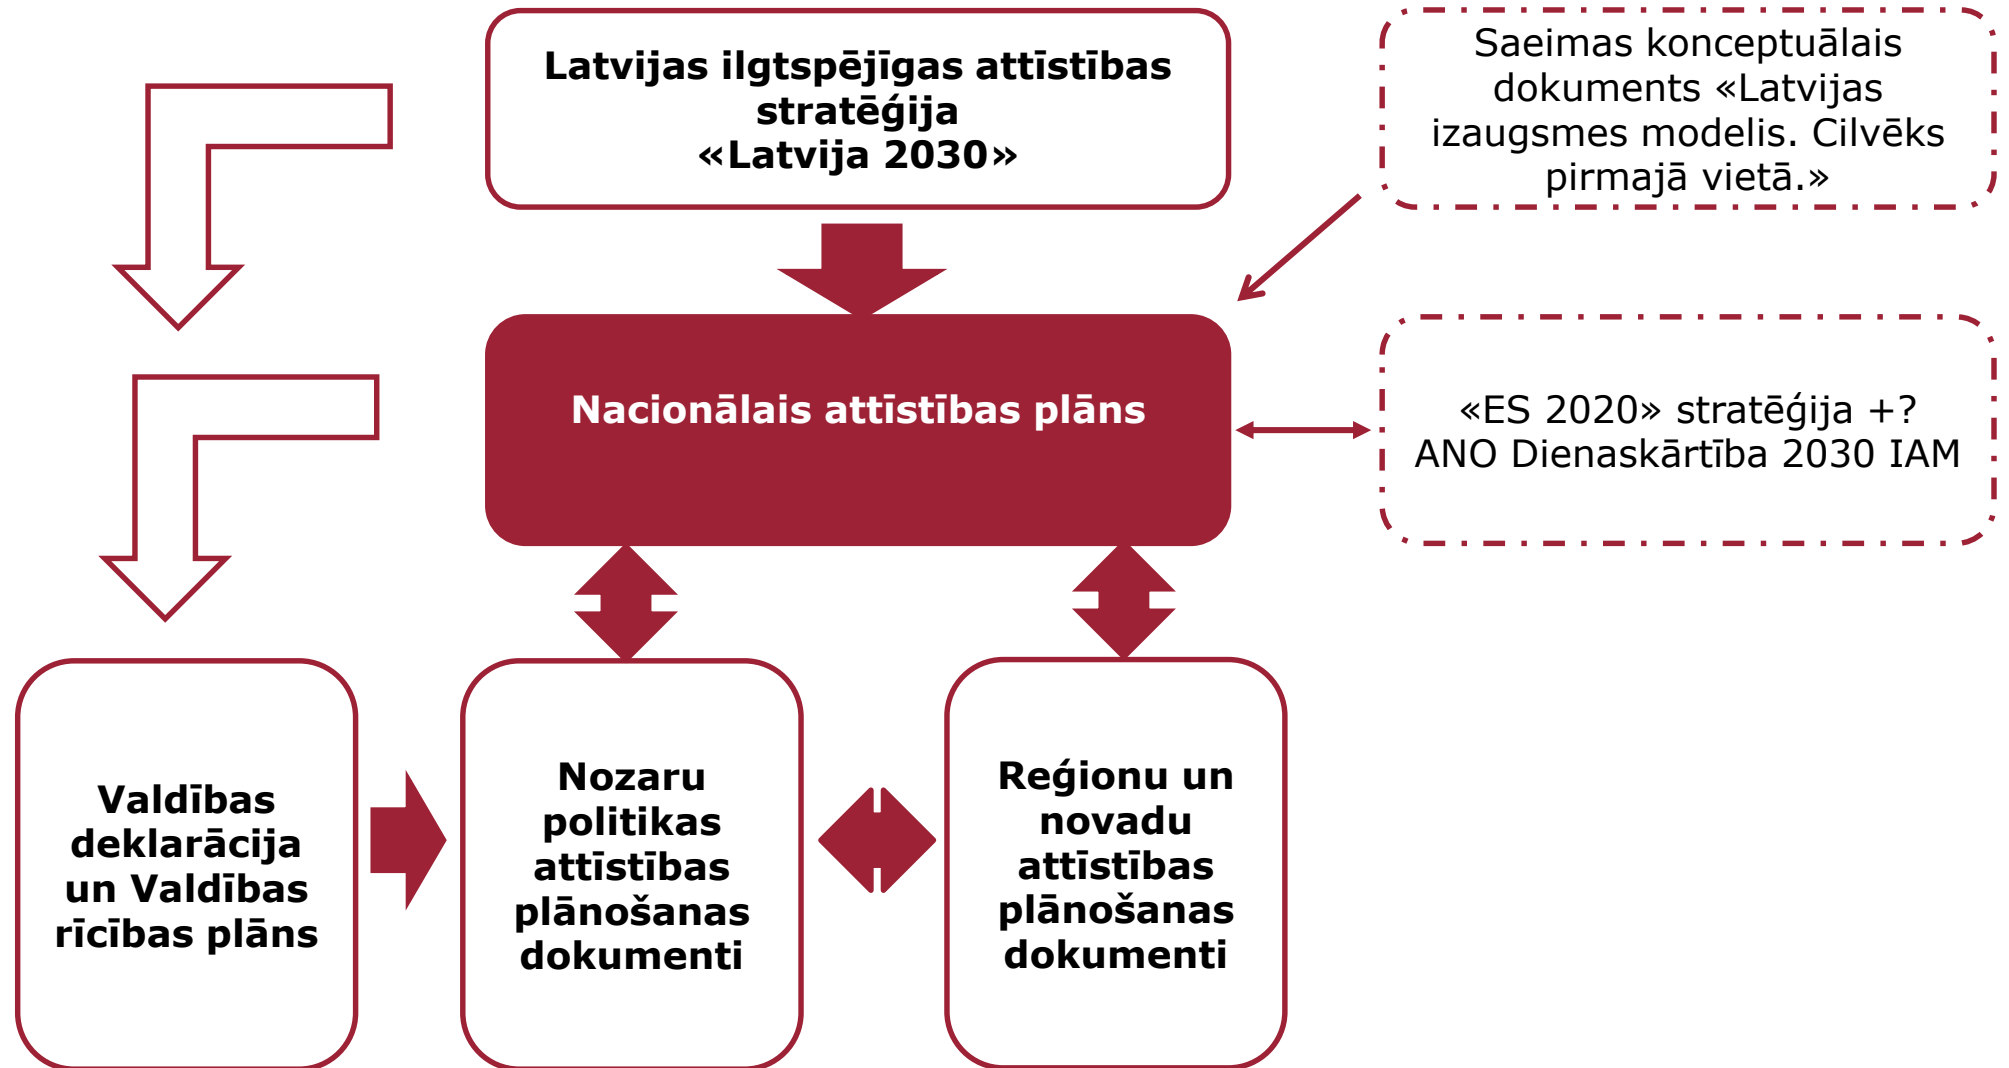 Latvijas ilgtspējīgas attīstības
stratēģija
«Latvija 2030»
Saeimas konceptuālais
dokuments «Latvijas
izaugsmes modelis. Cilvēks
pirmajā vietā.»
Nacionālais attīstības plāns
«ES 2020» stratēģija +?
ANO Dienaskārtība 2030 IAM
Valdības
deklarācija
un Valdības
rīcības plāns
Nozaru
politikas
attīstības
plānošanas
dokumenti
Reģionu un
novadu
attīstības
plānošanas
dokumenti